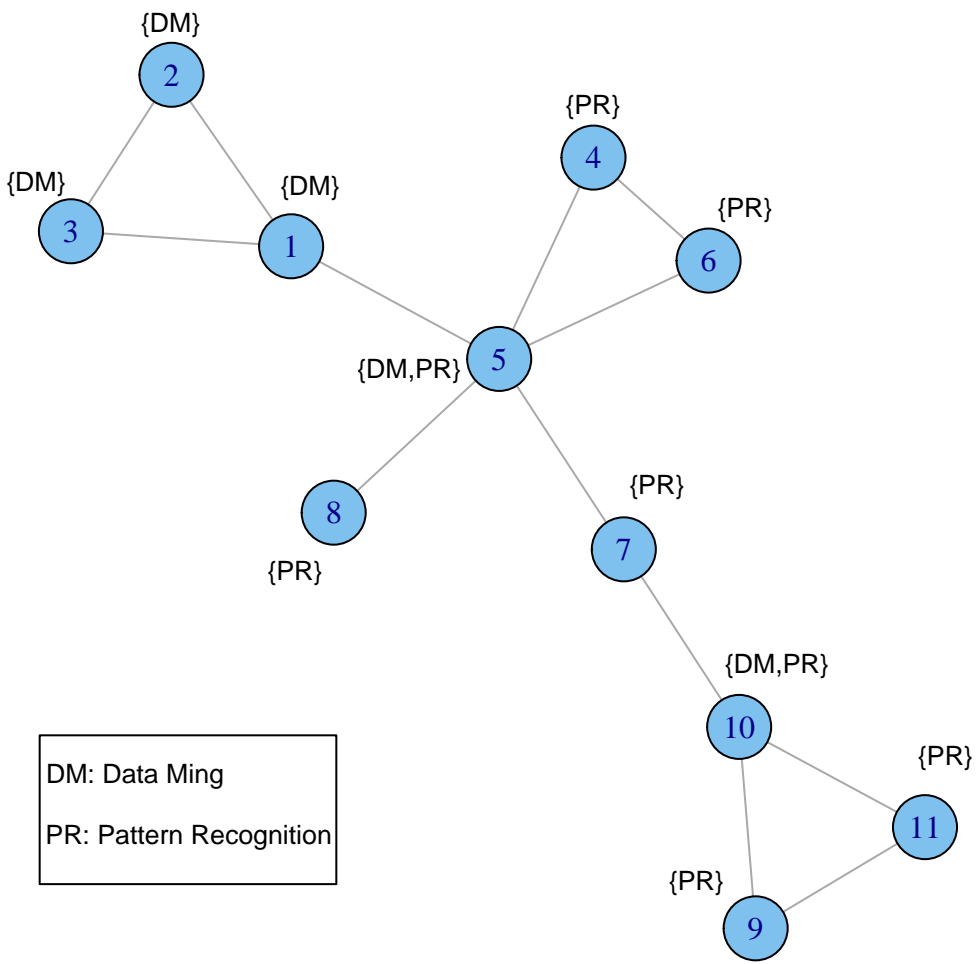 {DM}
2
{PR}
4
{DM}
3
{DM}
1
{PR}
6
{DM,PR}
5
{PR}
7
8
{PR}
{DM,PR}
10
{PR}
11
{PR}
9
DM: Data Ming
PR: Pattern Recognition